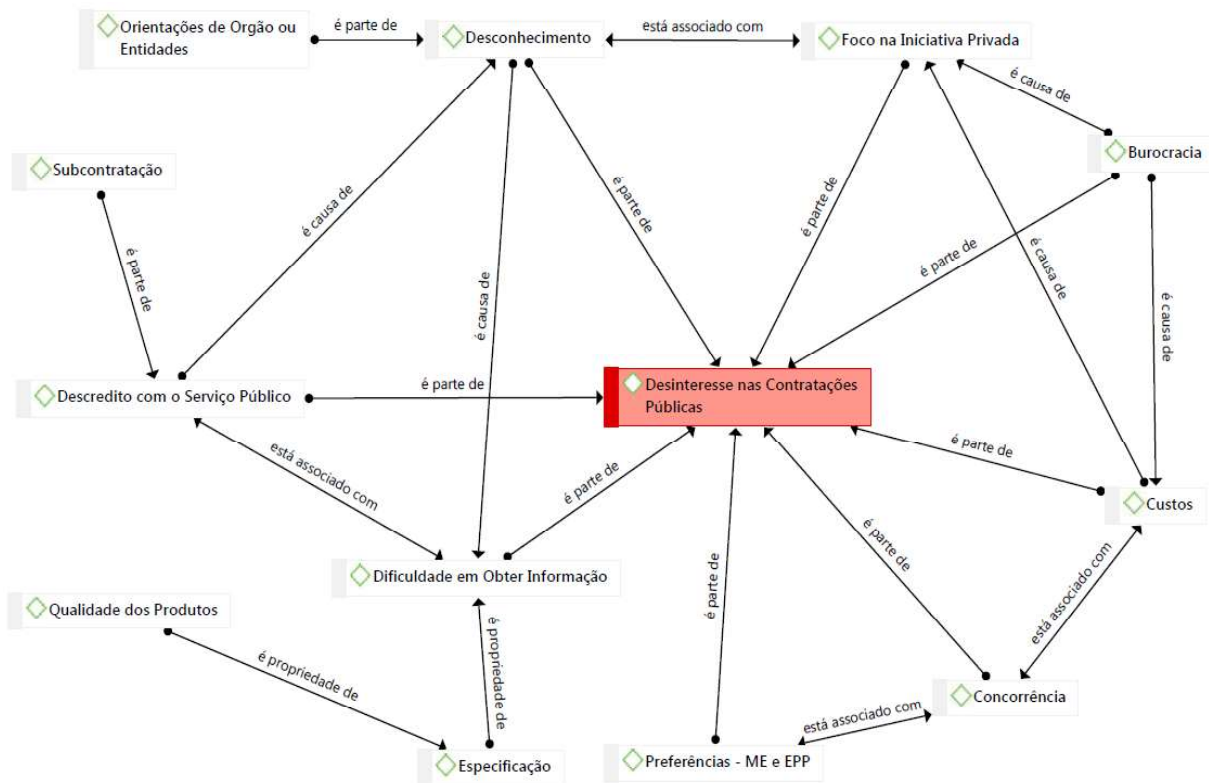 Orientações de Orgão ou
Entidades
é parte de
Desconhecimento
está associado com
Foco na Iniciativa Privada
é causa de
Burocracia
Subcontratação
é parte de
é causa de
é causa de
é parte de
é parte de
é parte de
é causa de
é causa de
Descredito com o Serviço Público
é parte de
Desinteresse nas Contratações
Públicas
está associado com
é parte de
é parte de
Custos
é parte de
é parte de
está associado com
Dificuldade em Obter Informação
Qualidade dos Produtos
é propriedade de
é propriedade de
Concorrência
está associado com
Especificação
Preferências - ME e EPP